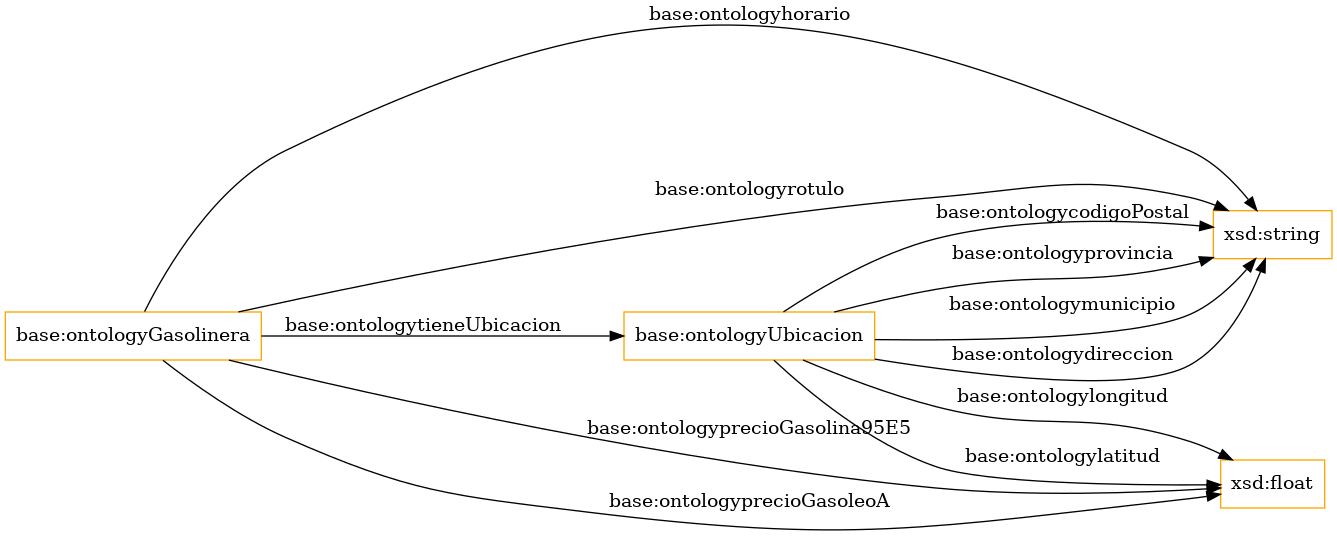 base:ontologyhorario
base:ontologyrotulo
base:ontologycodigoPostal
xsd:string
base:ontologyprovincia
base:ontologymunicipio
base:ontologytieneUbicacion
base:ontologyGasolinera
base:ontologyUbicacion
base:ontologydireccion
base:ontologylongitud
base:ontologyprecioGasolina95E5
base:ontologylatitud
xsd:float
base:ontologyprecioGasoleoA